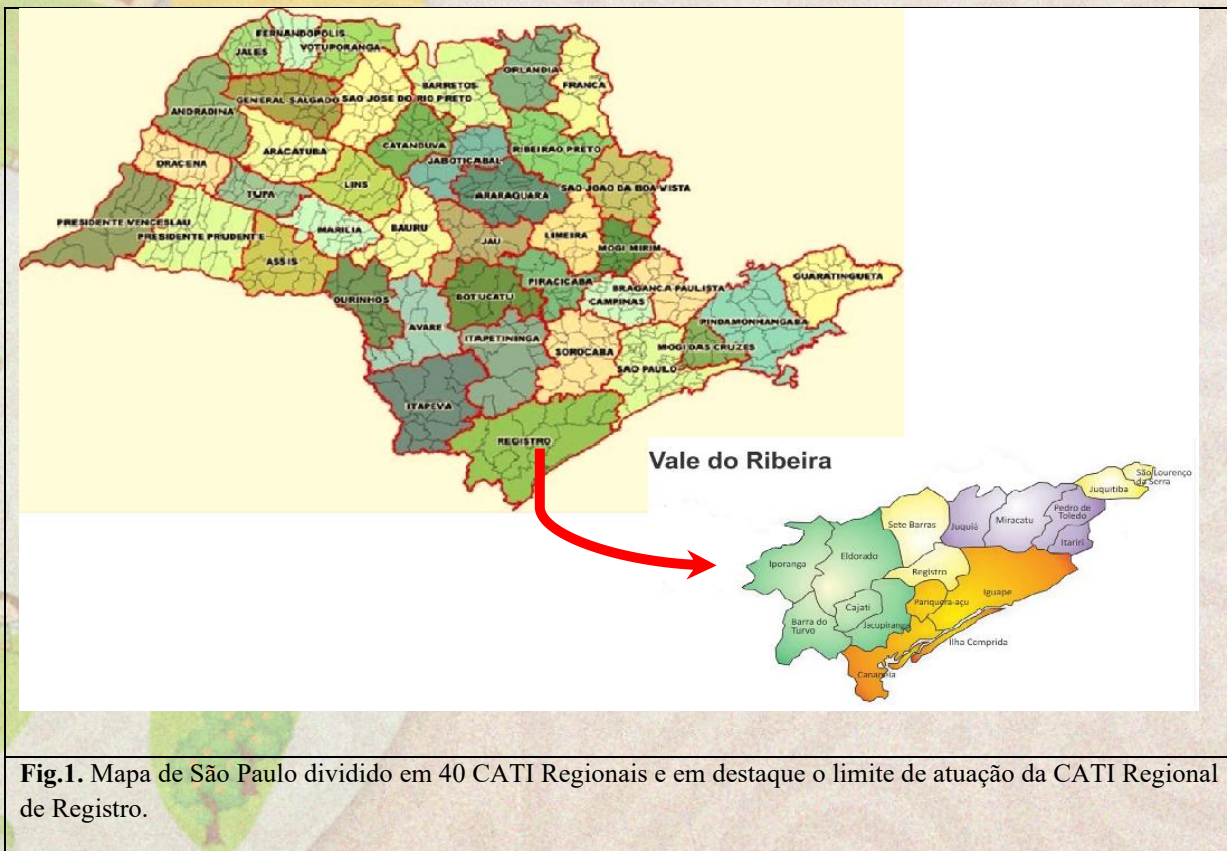 FERNANDOPOLIS
JALES
VOTUPORANGA
ORLANDIA
BARRETOS
FRANCA
GENERAL SALGADO
SAO JOSE DO RIO PRETO
ANDRADINA
CATANDUVA
RIBEIRAO PRETO
ARACATUBA
JABOTICABAL
DRACENA
LINS
SAO JOAO DA BOA VISTA
TUPA
ARARAQUARA
PRESIDENTE VENCESLAU
MARILIA
BAURU
LIMEIRA
PRESIDENTE PRUDENTE
JAU
MOGI MIRIM
ASSIS
GUARATINGUETA
PIRACICABA
BRAGANCA PAULISTA
OURINHOS
BOTUCATU
CAMPINAS
PINDAMONHANGABA
AVARE
ITAPETININGA
MOGI DAS CRUZES
SOROCABA
SAO PAULO
ITAPEVA
REGISTRO
Vale do Ribeira
São Lourenço
da Serra
Juquitiba
Pedro de
Toledo
Sete Barras
Juquiá
Miracatu
Itariri
Iporanga
Eldorado
Registro
Iguape
Pariquera-açu
Cajati
Barra do
Turvo
Jacupiranga
Ilha Comprida
Cananéia
Fig.1. Mapa de São Paulo dividido em 40 CATI Regionais e em destaque o limite de atuação da CATI Regional
de Registro.